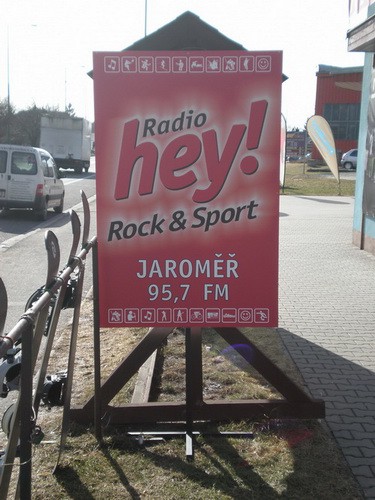 Radio
hey!
Rock & Sport
JAROMĚŘ
95,7 FM